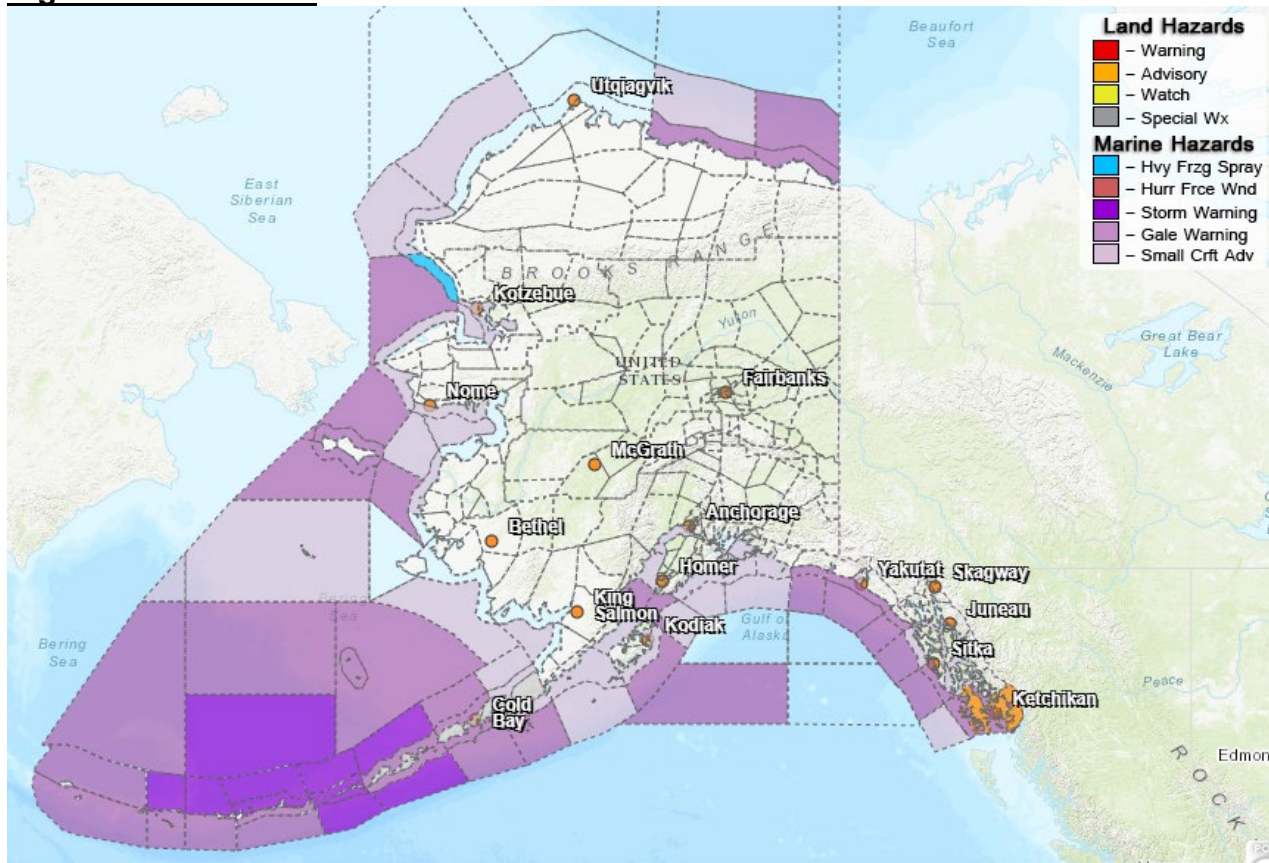 Beaufort
Sea
Land Hazards
– Warning
– Advisory
– Watch
– Special Wx
Marine Hazards
– Hvy Frzg Spray
– Hurr Frce Wnd
– Storm Warning
– Gale Warning
– Small Crft Adv
Utqiagvik
East
Siberian
Sea
BROOKS RANGE
Kotzebue
Yukon
Great Bear
Lake
Mackenzie
UNITED
STATES
Fairbanks
Nome
McGrath
Anchorage
Bethel
Homer
Yakutat
Skagway
King
Salmon
Kodiak
Juneau
Bering
Sea
Gulf of
Alaska
Bering
Sea
Sitka
Peace
Ketchikan
Cold
Bay
Edmon
ROCK